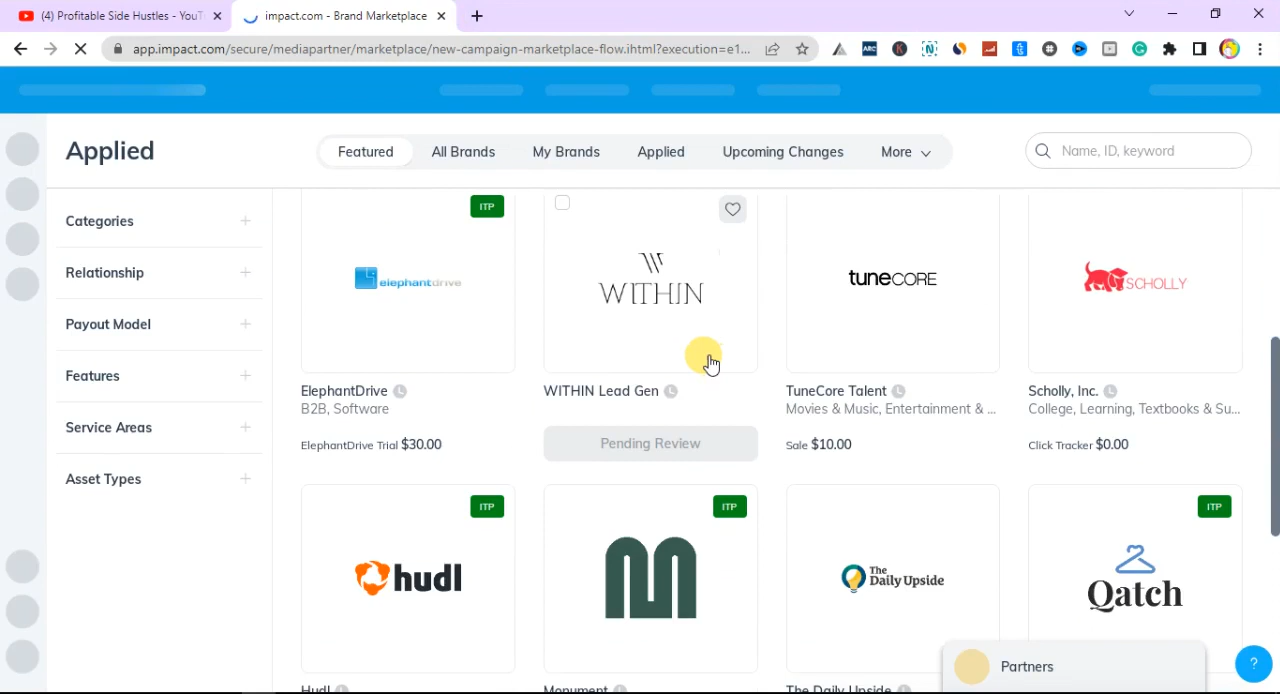 (4) Profitable Side Hustles - YouT
impact.com - Brand Marketplace
app.impact.com/secure/mediapartner/marketplace/new-campaign-marketplace-flow.ihtml?execution=e1...
ARC
K
N
t
Applied
Featured
All Brands
My Brands
Applied
Upcoming Changes
More
Name, ID, keyword
Categories
Relationship
Payout Model
Features
Service Areas
Asset Types
ITP
elephantdrive
W
WITHIN
tunecORE
SCHOLLY
ElephantDrive
B2B, Software
ElephantDrive Trial $30.00
WITHIN Lead Gen
Pending Review
TuneCore Talent
Movies & Music, Entertainment & ...
Sale $10.00
Scholly, Inc.
College, Learning, Textbooks & Su...
Click Tracker $0.00
ITP
hudl
ITP
The
Daily Upside
ITP
Qatch
Hudl
Monument
The Daily Upside
Partners
?